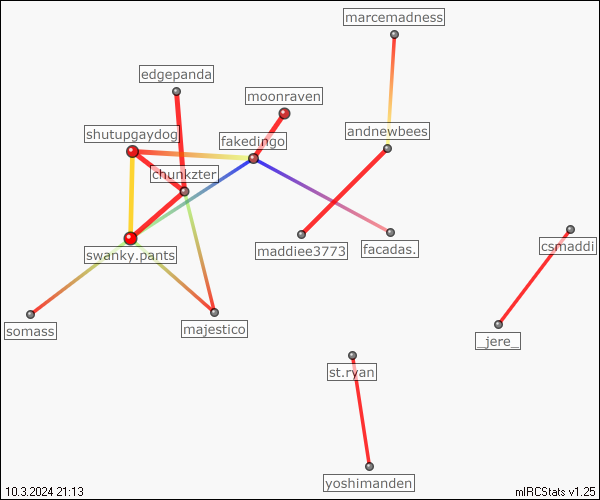 marcemadness
edgepanda
moonraven
shutupgaydog
fakedingo
andnewbees
chunkzter
swanky.pants
maddiee3773
facadas.
csmaddi
somass
majestico
_jere_
st.ryan
yoshimanden
10.3.2024 21:13
mIRCStats v1.25